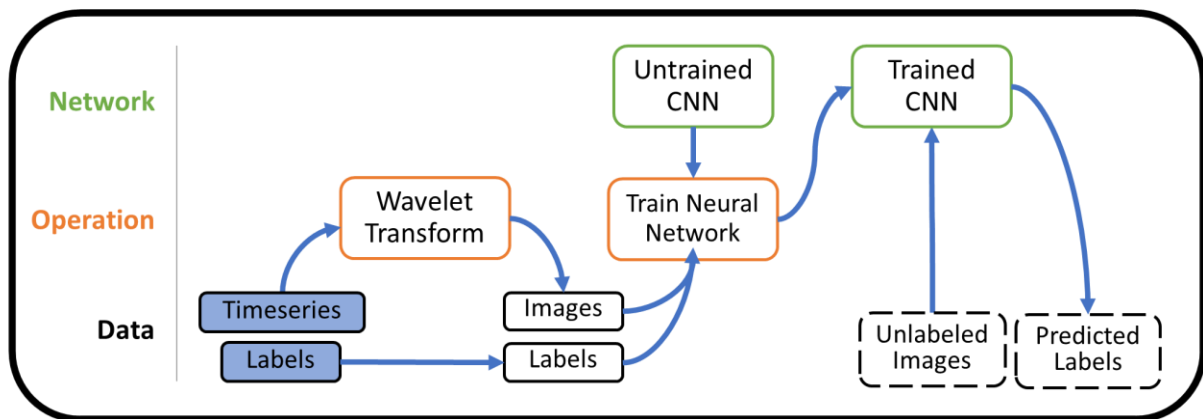 Network
Untrained
CNN
Trained
CNN
Operation
Wavelet
Transform
Train Neural
Network
Data
Timeseries
Images
Labels
Labels
Unlabeled
Images
Predicted
Labels